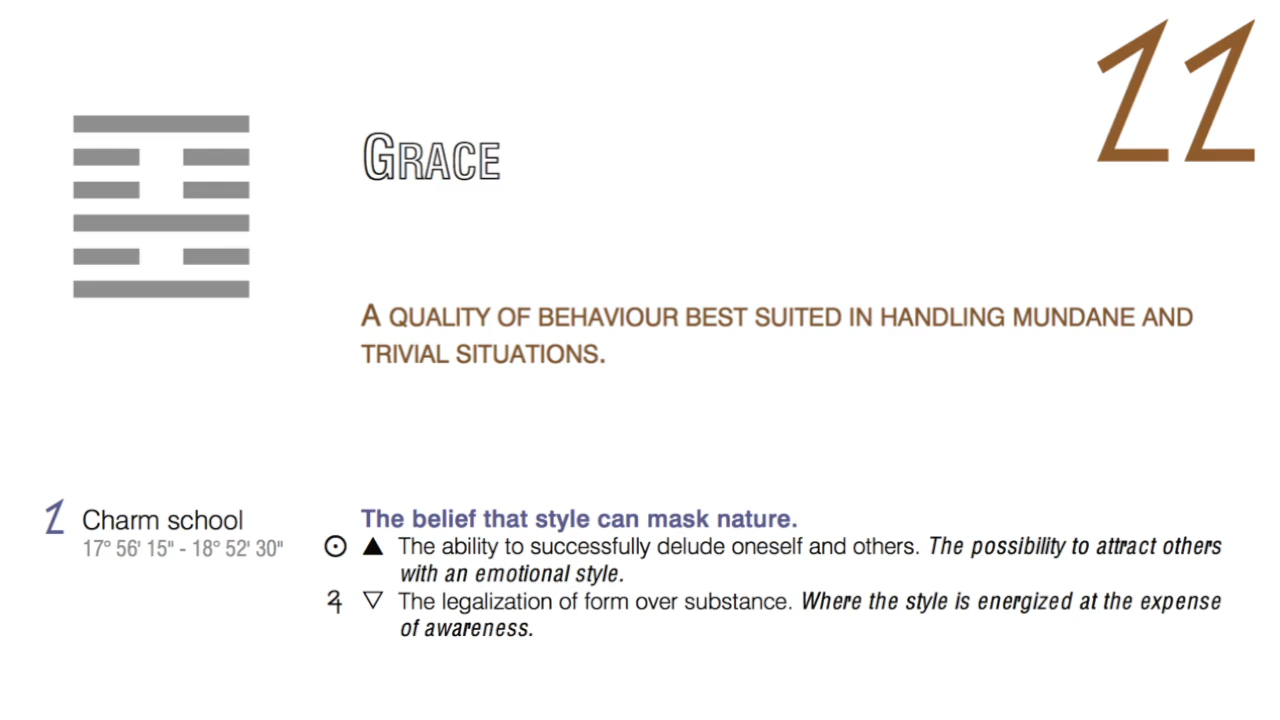 22
GRACE
A QUALITY OF BEHAVIOUR BEST SUITED IN HANDLING MUNDANE AND
TRIVIAL SITUATIONS.
2 Charm school
17° 56' 15" - 18° 52' 30"
The belief that style can mask nature.
☉ ▲ The ability to successfully delude oneself and others. The possibility to attract others
with an emotional style.
♃ ▽ The legalization of form over substance. Where the style is energized at the expense
of awareness.